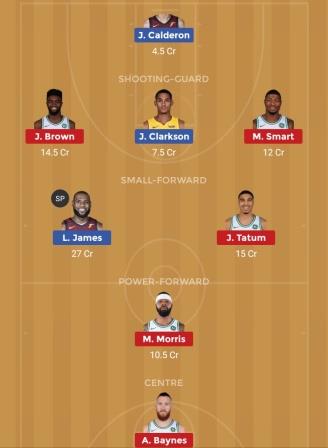 J. Calderon
4.5 Cr
SHOOTING-GUARD
J. Brown
J. Clarkson
M. Smart
14.5 Cr
7.5 Cr
12 Cr
SMALL-FORWARD
SP
L. James
J. Tatum
27 Cr
15 Cr
POWER-FORWARD
M. Morris
10.5 Cr
CENTRE
A. Baynes